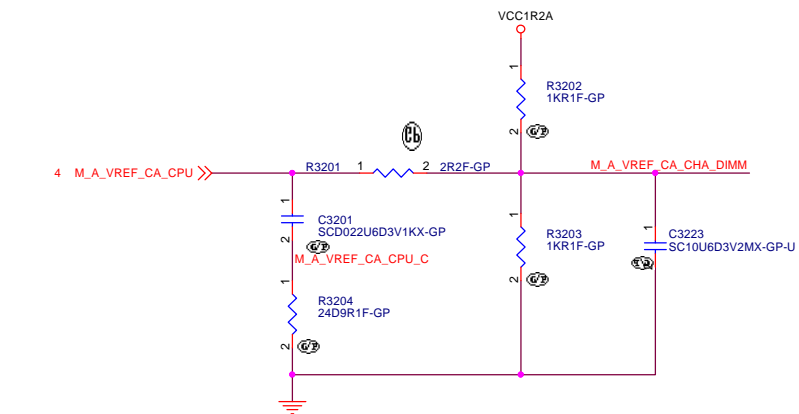 VCC1R2A
1
R3202
1KR1F-GP
2
G/P
Cb
4 M_A_VREF_CA_CPU
R3201 1 2 2R2F-GP
M_A_VREF_CA_CHA_DIMM
1
C3201
SCD022U6D3V1KX-GP
2
G/P
M_A_VREF_CA_CPU_C
1
R3203
1KR1F-GP
2
G/P
1
C3223
SC10U6D3V2MX-GP-U
1
R3204
24D9R1F-GP
2
G/P